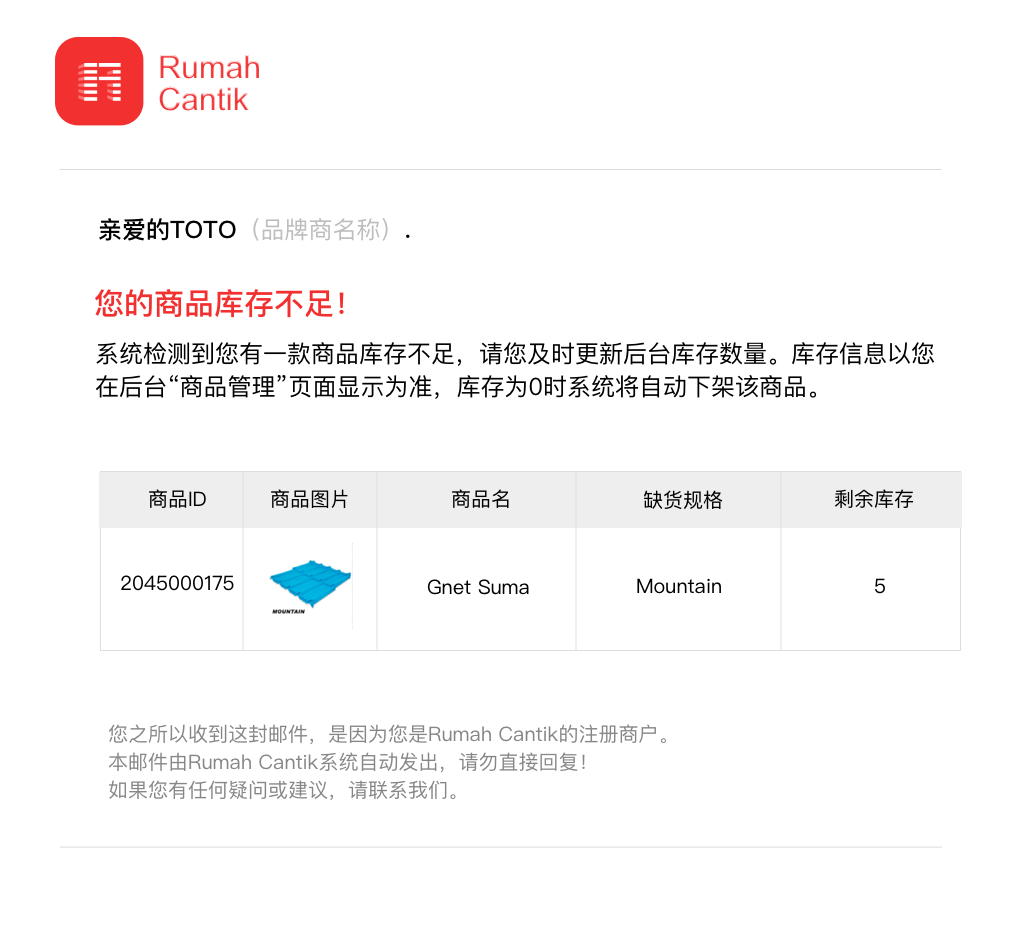 Rumah
Cantik
亲爱的TOTO（品牌商名称）.
您的商品库存不足！
系统检测到您有一款商品库存不足，请您及时更新后台库存数量。库存信息以您
在后台“商品管理”页面显示为准，库存为0时系统将自动下架该商品。
商品ID 商品图片 商品名 缺货规格 剩余库存
2045000175 Gnet Suma Mountain 5
MOUNTAIN
您之所以收到这封邮件，是因为您是Rumah Cantik的注册商户。
本邮件由Rumah Cantik系统自动发出，请勿直接回复！
如果您有任何疑问或建议，请联系我们。